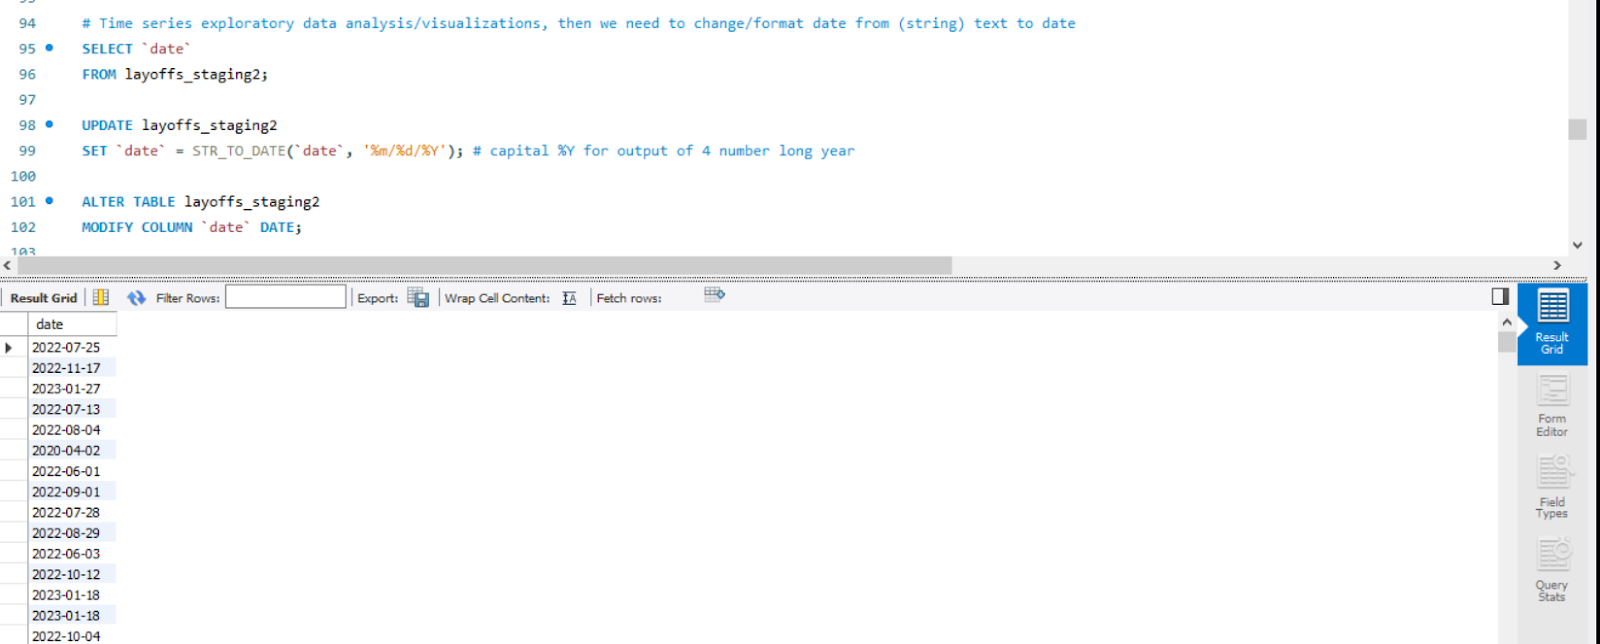 94 # Time series exploratory data analysis/visualizations, then we need to change/format date from (string) text to date
95 SELECT `date`
96 FROM layoffs_staging2;
97
98 UPDATE layoffs_staging2
99 SET `date` = STR_TO_DATE(`date`, '%m/%d/%Y'); # capital %Y for output of 4 number long year
100
101 ALTER TABLE layoffs_staging2
102 MODIFY COLUMN `date` DATE;
103
Result Grid Filter Rows: Export: Wrap Cell Content: Fetch rows:
date
2022-07-25
2022-11-17
2023-01-27
2022-07-13
2022-08-04
2020-04-02
2022-06-01
2022-09-01
2022-07-28
2022-08-29
2022-06-03
2022-10-12
2023-01-18
2023-01-18
2022-10-04
Result
Grid
Form
Editor
Field
Types
Query
Stats